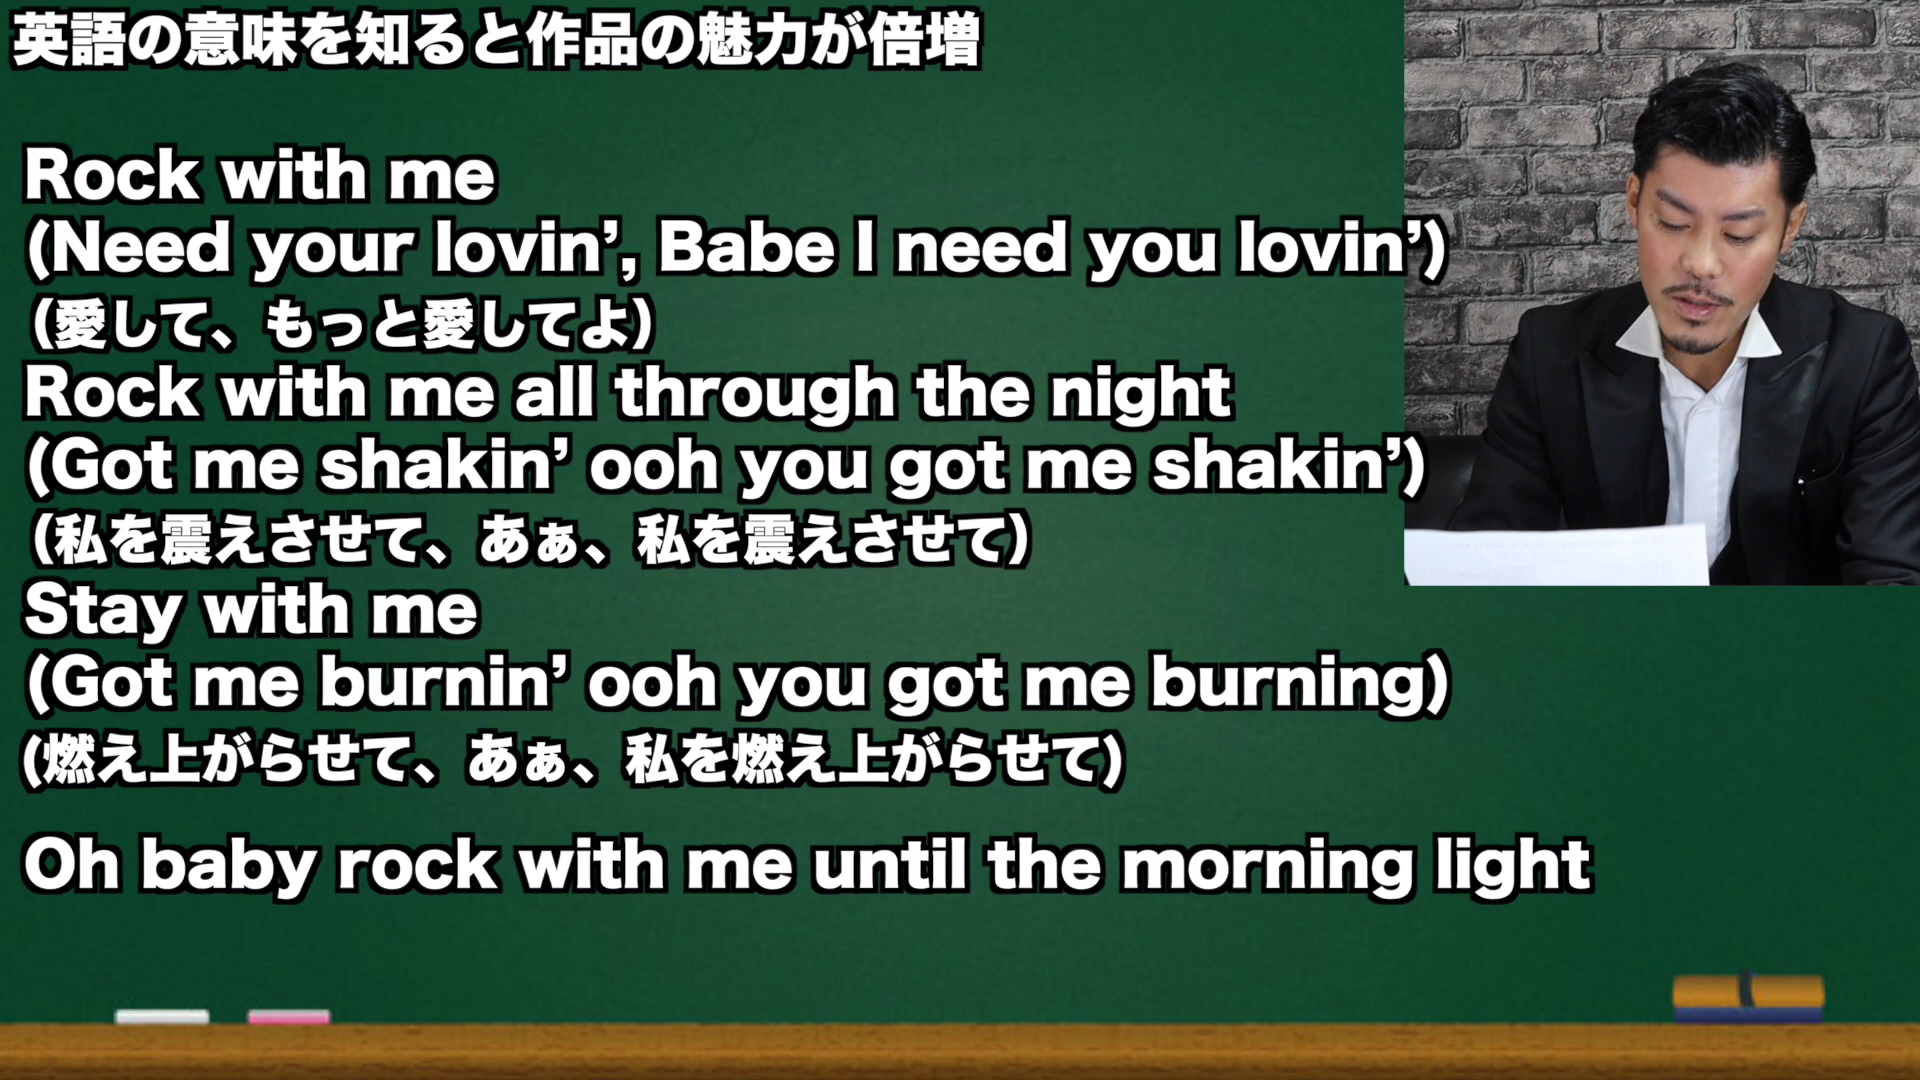 英語の意味を知ると作品の魅力が倍増
Rock with me
(Need your lovin’, Babe I need you lovin’)
（愛して、もっと愛してよ）
Rock with me all through the night
(Got me shakin’ ooh you got me shakin’)
（私を震えさせて、あぁ、私を震えさせて）
Stay with me
(Got me burnin’ ooh you got me burning)
(燃え上がらせて、あぁ、私を燃え上がらせて)
Oh baby rock with me until the morning light